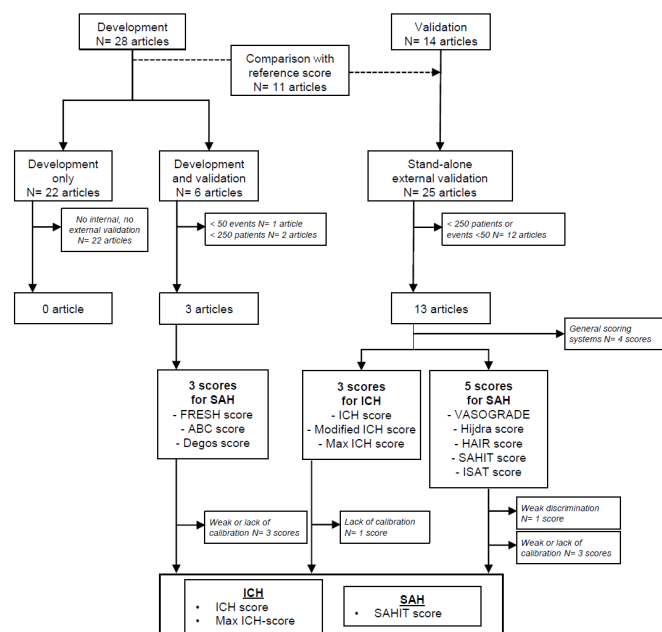 Development
N= 28 articles
Validation
N= 14 articles
Comparison with
reference score
N= 11 articles
Development
only
N= 22 articles
Development
and validation
N= 6 articles
Stand-alone
external validation
N= 25 articles
No internal, no
external validation
N= 22 articles
< 50 events N= 1 article
< 250 patients N= 2 articles
< 250 patients or
events <50 N= 12 articles
0 article
3 articles
13 articles
General scoring
systems N= 4 scores
3 scores
for SAH
- FRESH score
- ABC score
- Degos score
3 scores
for ICH
- ICH score
- Modified ICH score
- Max ICH score
5 scores
for SAH
- VASOGRADE
- Hijdra score
- HAIR score
- SAHIT score
- ISAT score
Weak or lack of
calibration N= 3 scores
Lack of calibration
N= 1 score
Weak discrimination
N= 1 score
Weak or lack of
calibration N= 3 scores
ICH
• ICH score
• Max ICH-score
SAH
• SAHIT score